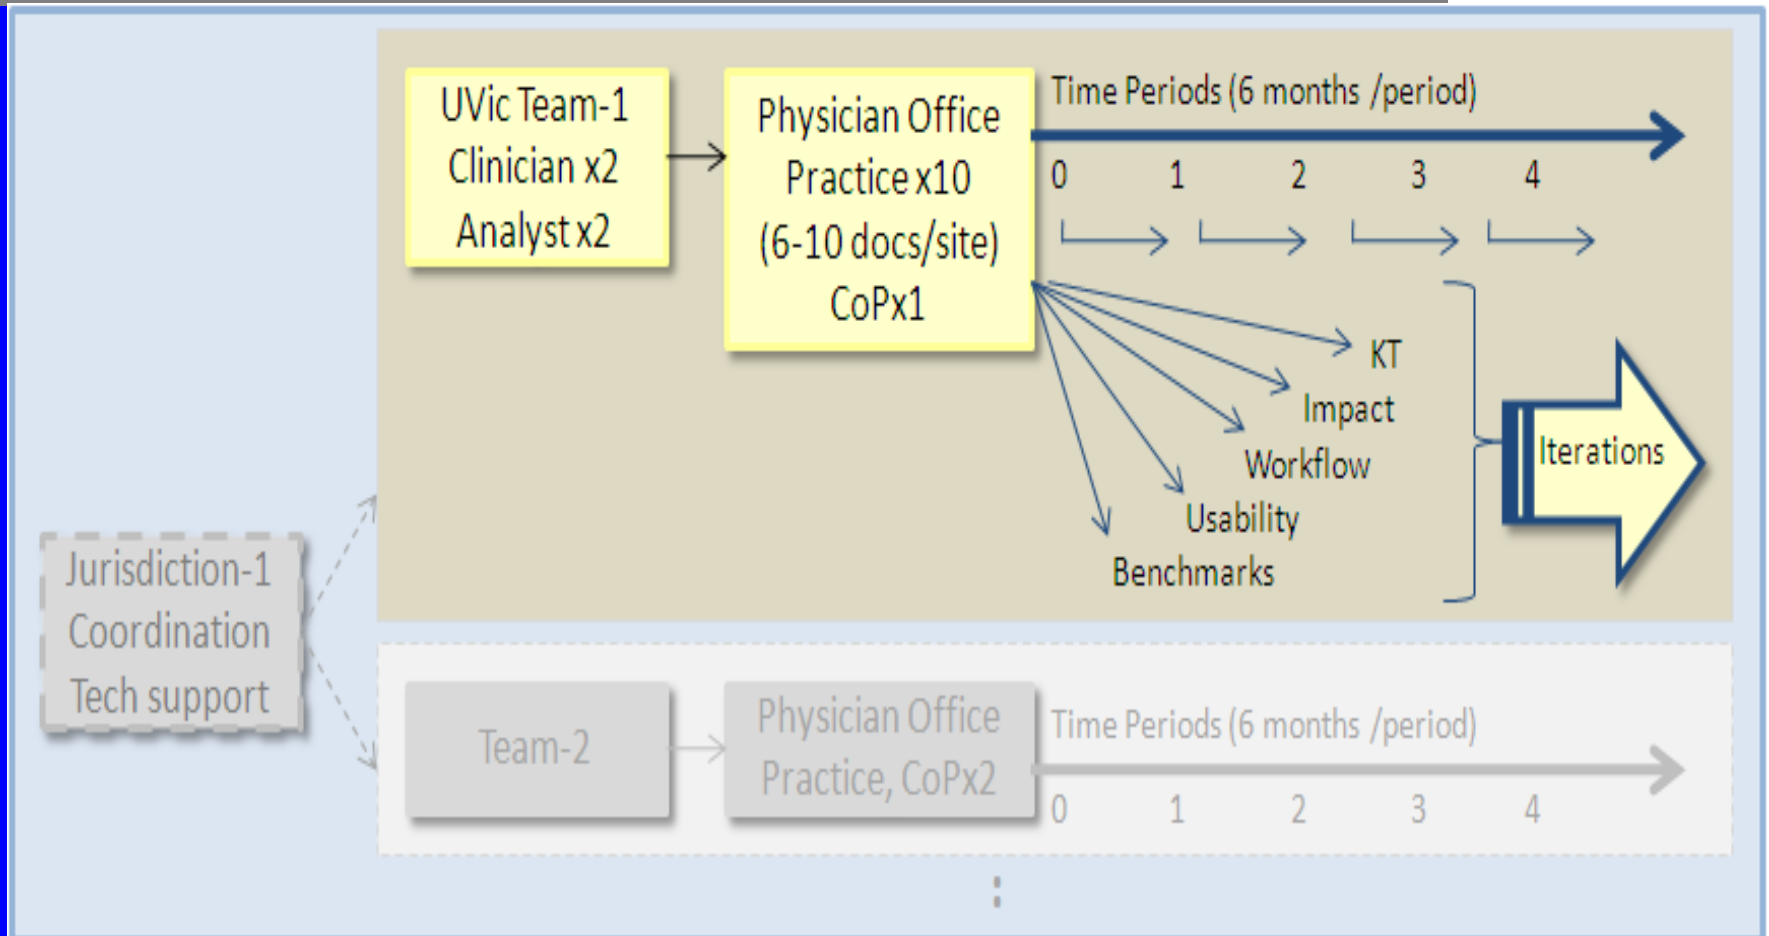 UVic Team-1
Clinician x2
Analyst x2
Physician Office
Practice x10
(6-10 docs/site)
CoPx1
Time Periods (6 months /period)
0 1 2 3 4
KT
Impact
Workflow
Usability
Benchmarks
Iterations
Jurisdiction-1
Coordination
Tech support
Team-2
Physician Office
Practice, CoPx2
Time Periods (6 months /period)
0 1 2 3 4
: